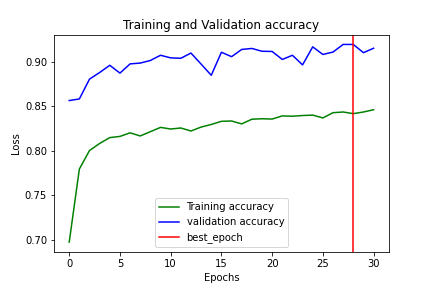 Training and Validation accuracy
Loss
0.90
0.85
0.80
0.75
0.70
Training accuracy
validation accuracy
best_epoch
0 5 10 15 20 25 30
Epochs